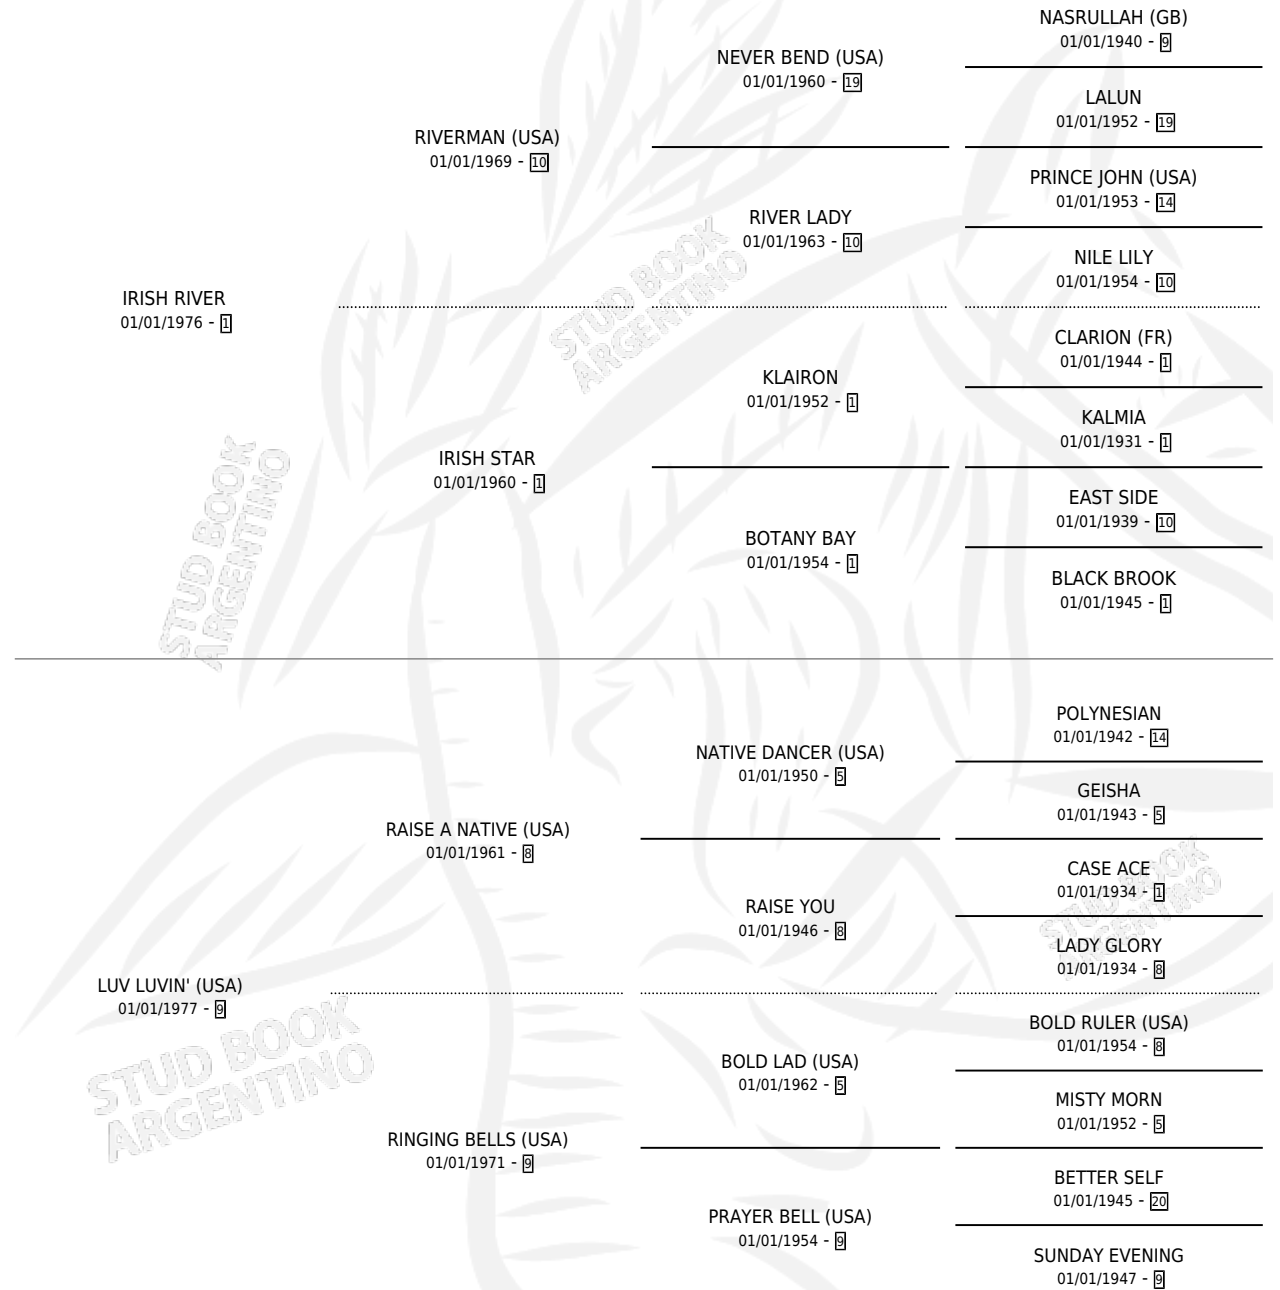 NASRULLAH (GB)
01/01/1940 - 9
NEVER BEND (USA)
01/01/1960 - 19
LALUN
01/01/1952 - 19
RIVERMAN (USA)
01/01/1969 - 10
PRINCE JOHN (USA)
01/01/1953 - 14
RIVER LADY
01/01/1963 - 10
NILE LILY
01/01/1954 - 10
IRISH RIVER
01/01/1976 - 1
CLARION (FR)
01/01/1944 - 1
KLAIRON
01/01/1952 - 1
KALMIA
01/01/1931 - 1
IRISH STAR
01/01/1960 - 1
EAST SIDE
01/01/1939 - 10
BOTANY BAY
01/01/1954 - 1
BLACK BROOK
01/01/1945 - 1
POLYNESIAN
01/01/1942 - 14
NATIVE DANCER (USA)
01/01/1950 - 5
GEISHA
01/01/1943 - 5
RAISE A NATIVE (USA)
01/01/1961 - 8
CASE ACE
01/01/1934 - 1
RAISE YOU
01/01/1946 - 8
LADY GLORY
01/01/1934 - 8
LUV LUVIN' (USA)
01/01/1977 - 9
BOLD RULER (USA)
01/01/1954 - 8
BOLD LAD (USA)
01/01/1962 - 5
MISTY MORN
01/01/1952 - 5
RINGING BELLS (USA)
01/01/1971 - 9
BETTER SELF
01/01/1945 - 20
PRAYER BELL (USA)
01/01/1954 - 9
SUNDAY EVENING
01/01/1947 - 9
STUD BOOK
ARGENTINO
STUD BOOK
ARGENTINO
STUD BOOK
ARGENTINO
STUD BOOK
ARGENTINO